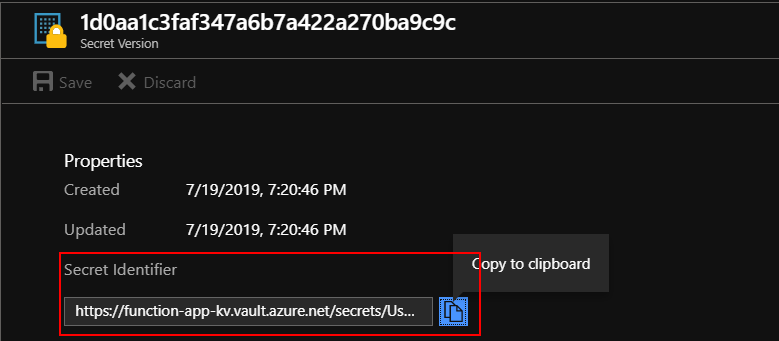 1d0aa1c3faf347a6b7a422a270ba9c9c
Secret Version
Save Discard
Properties
Created 7/19/2019, 7:20:46 PM
Updated 7/19/2019, 7:20:46 PM
Secret Identifier
Copy to clipboard
https://function-app-kv.vault.azure.net/secrets/Us...